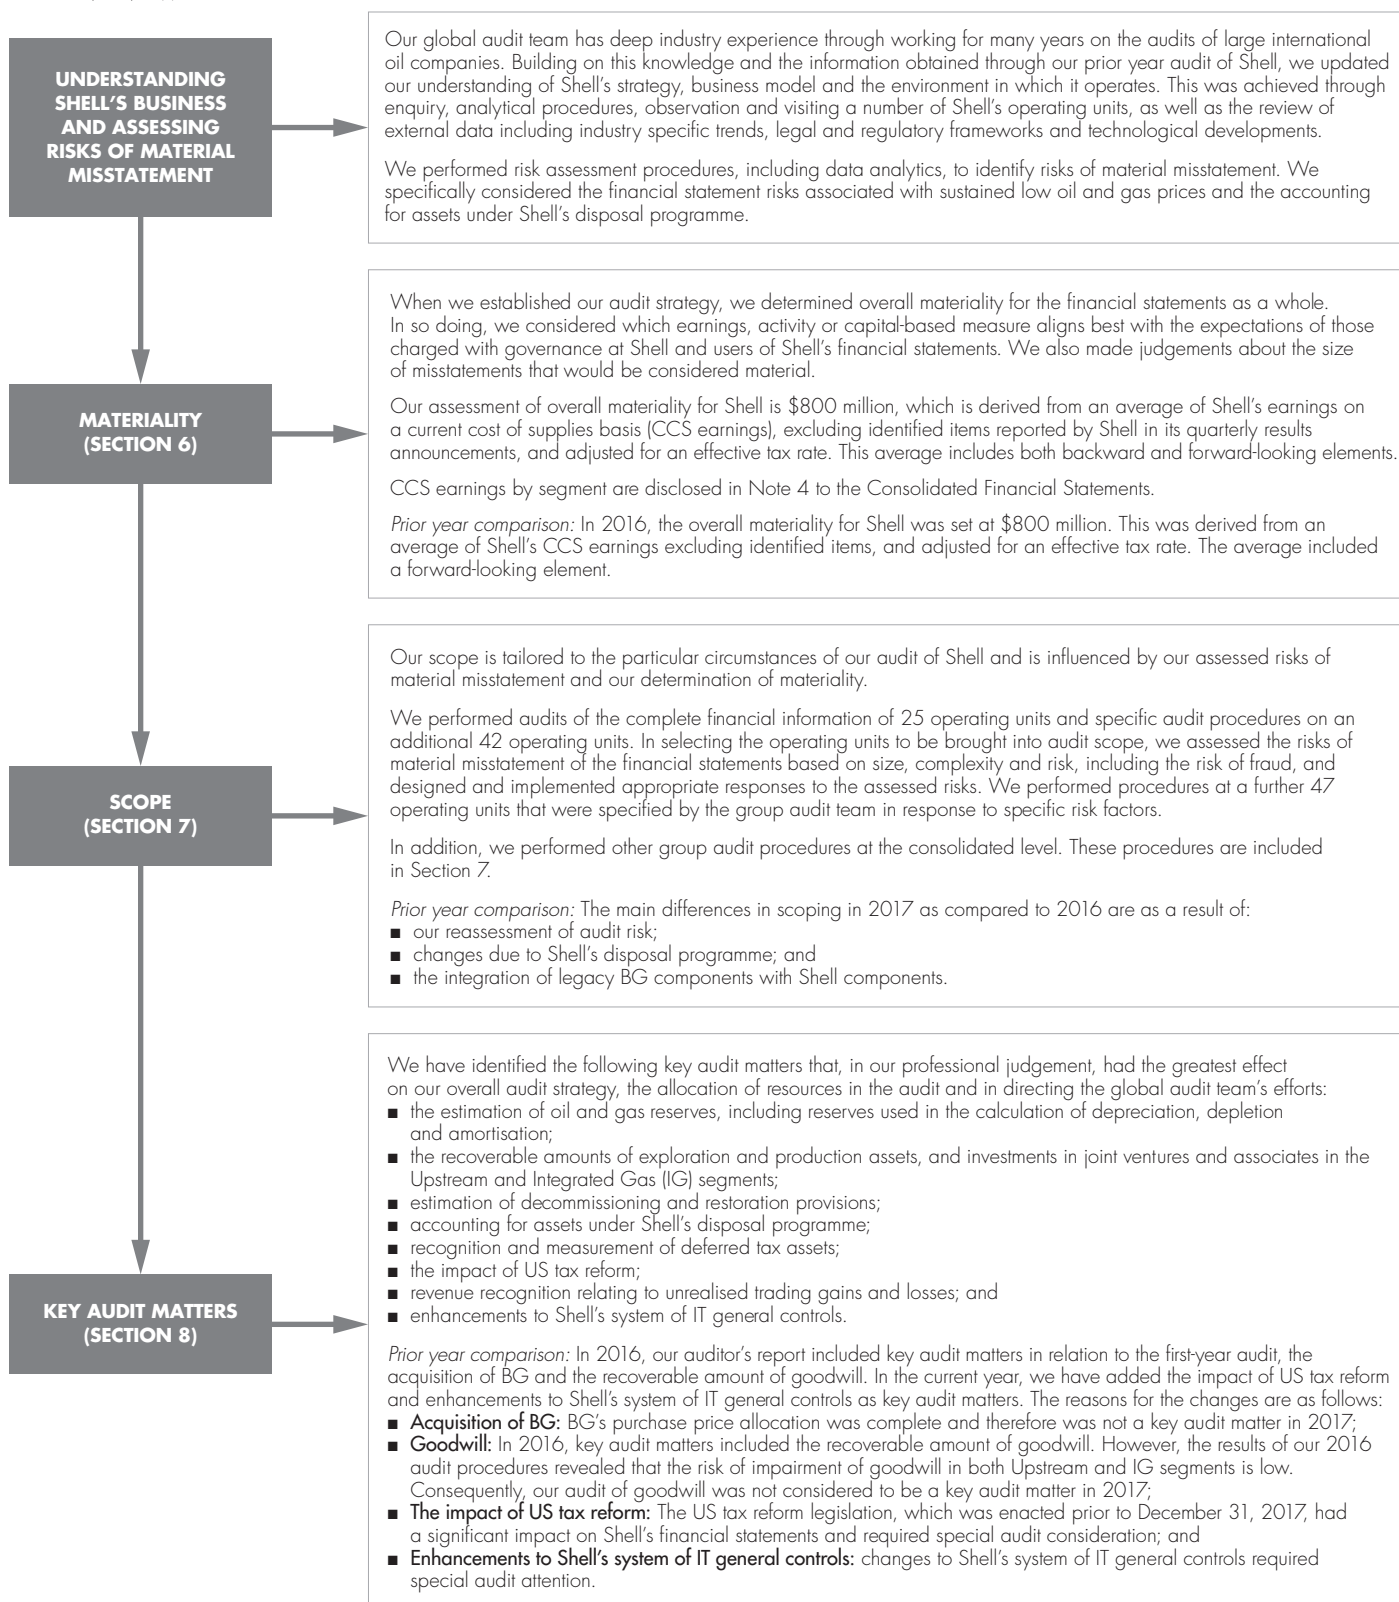 UNDERSTANDING
SHELL'S BUSINESS
AND ASSESSING
RISKS OF MATERIAL
MISSTATEMENT
Our global audit team has deep industry experience through working for many years on the audits of large international
oil companies. Building on this knowledge and the information obtained through our prior year audit of Shell, we updated
our understanding of Shell's strategy, business model and the environment in which it operates. This was achieved through
enquiry, analytical procedures, observation and visiting a number of Shell's operating units, as well as the review of
external data including industry specific trends, legal and regulatory frameworks and technological developments.
We performed risk assessment procedures, including data analytics, to identify risks of material misstatement. We
specifically considered the financial statement risks associated with sustained low oil and gas prices and the accounting
for assets under Shell's disposal programme.
MATERIALITY
(SECTION 6)
When we established our audit strategy, we determined overall materiality for the financial statements as a whole.
In so doing, we considered which earnings, activity or capital-based measure aligns best with the expectations of those
charged with governance at Shell and users of Shell's financial statements. We also made judgements about the size
of misstatements that would be considered material.
Our assessment of overall materiality for Shell is $800 million, which is derived from an average of Shell's earnings on
a current cost of supplies basis (CCS earnings), excluding identified items reported by Shell in its quarterly results
announcements, and adjusted for an effective tax rate. This average includes both backward and forward-looking elements.
CCS earnings by segment are disclosed in Note 4 to the Consolidated Financial Statements.
Prior year comparison: In 2016, the overall materiality for Shell was set at $800 million. This was derived from an
average of Shell's CCS earnings excluding identified items, and adjusted for an effective tax rate. The average included
a forward-looking element.
SCOPE
(SECTION 7)
Our scope is tailored to the particular circumstances of our audit of Shell and is influenced by our assessed risks of
material misstatement and our determination of materiality.
We performed audits of the complete financial information of 25 operating units and specific audit procedures on an
additional 42 operating units. In selecting the operating units to be brought into audit scope, we assessed the risks of
material misstatement of the financial statements based on size, complexity and risk, including the risk of fraud, and
designed and implemented appropriate responses to the assessed risks. We performed procedures at a further 47
operating units that were specified by the group audit team in response to specific risk factors.
In addition, we performed other group audit procedures at the consolidated level. These procedures are included
in Section 7.
Prior year comparison: The main differences in scoping in 2017 as compared to 2016 are as a result of:
■ our reassessment of audit risk;
■ changes due to Shell's disposal programme; and
■ the integration of legacy BG components with Shell components.
KEY AUDIT MATTERS
(SECTION 8)
We have identified the following key audit matters that, in our professional judgement, had the greatest effect
on our overall audit strategy, the allocation of resources in the audit and in directing the global audit team's efforts:
■ the estimation of oil and gas reserves, including reserves used in the calculation of depreciation, depletion
and amortisation;
■ the recoverable amounts of exploration and production assets, and investments in joint ventures and associates in the
Upstream and Integrated Gas (IG) segments;
■ estimation of decommissioning and restoration provisions;
■ accounting for assets under Shell's disposal programme;
■ recognition and measurement of deferred tax assets;
■ the impact of US tax reform;
■ revenue recognition relating to unrealised trading gains and losses; and
■ enhancements to Shell's system of IT general controls.
Prior year comparison: In 2016, our auditor's report included key audit matters in relation to the first-year audit, the
acquisition of BG and the recoverable amount of goodwill. In the current year, we have added the impact of US tax reform
and enhancements to Shell's system of IT general controls as key audit matters. The reasons for the changes are as follows:
■ Acquisition of BG: BG's purchase price allocation was complete and therefore was not a key audit matter in 2017;
■ Goodwill: In 2016, key audit matters included the recoverable amount of goodwill. However, the results of our 2016
audit procedures revealed that the risk of impairment of goodwill in both Upstream and IG segments is low.
Consequently, our audit of goodwill was not considered to be a key audit matter in 2017;
■ The impact of US tax reform: The US tax reform legislation, which was enacted prior to December 31, 2017, had
a significant impact on Shell's financial statements and required special audit consideration; and
■ Enhancements to Shell's system of IT general controls: changes to Shell's system of IT general controls required
special audit attention.